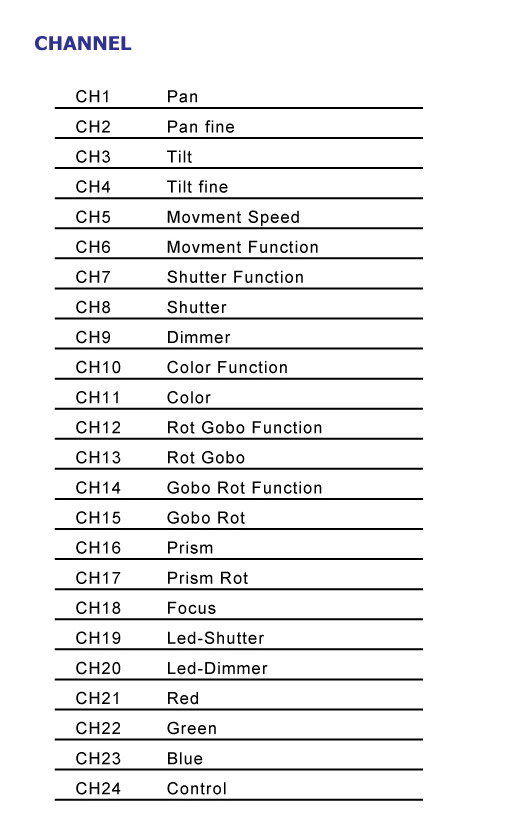 CHANNEL
CH1 Pan
CH2 Pan fine
CH3 Tilt
CH4 Tilt fine
CH5 Movment Speed
CH6 Movment Function
CH7 Shutter Function
CH8 Shutter
CH9 Dimmer
CH10 Color Function
CH11 Color
CH12 Rot Gobo Function
CH13 Rot Gobo
CH14 Gobo Rot Function
CH15 Gobo Rot
CH16 Prism
CH17 Prism Rot
CH18 Focus
CH19 Led-Shutter
CH20 Led-Dimmer
CH21 Red
CH22 Green
CH23 Blue
CH24 Control